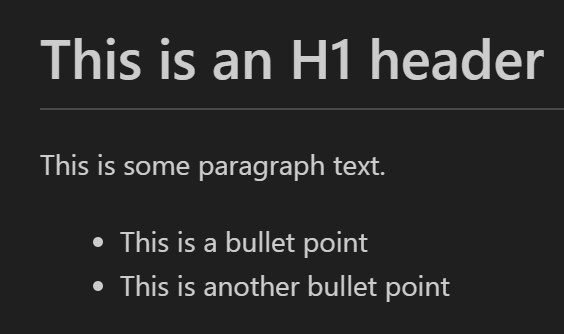 This is an H1 header
This is some paragraph text.
• This is a bullet point
• This is another bullet point